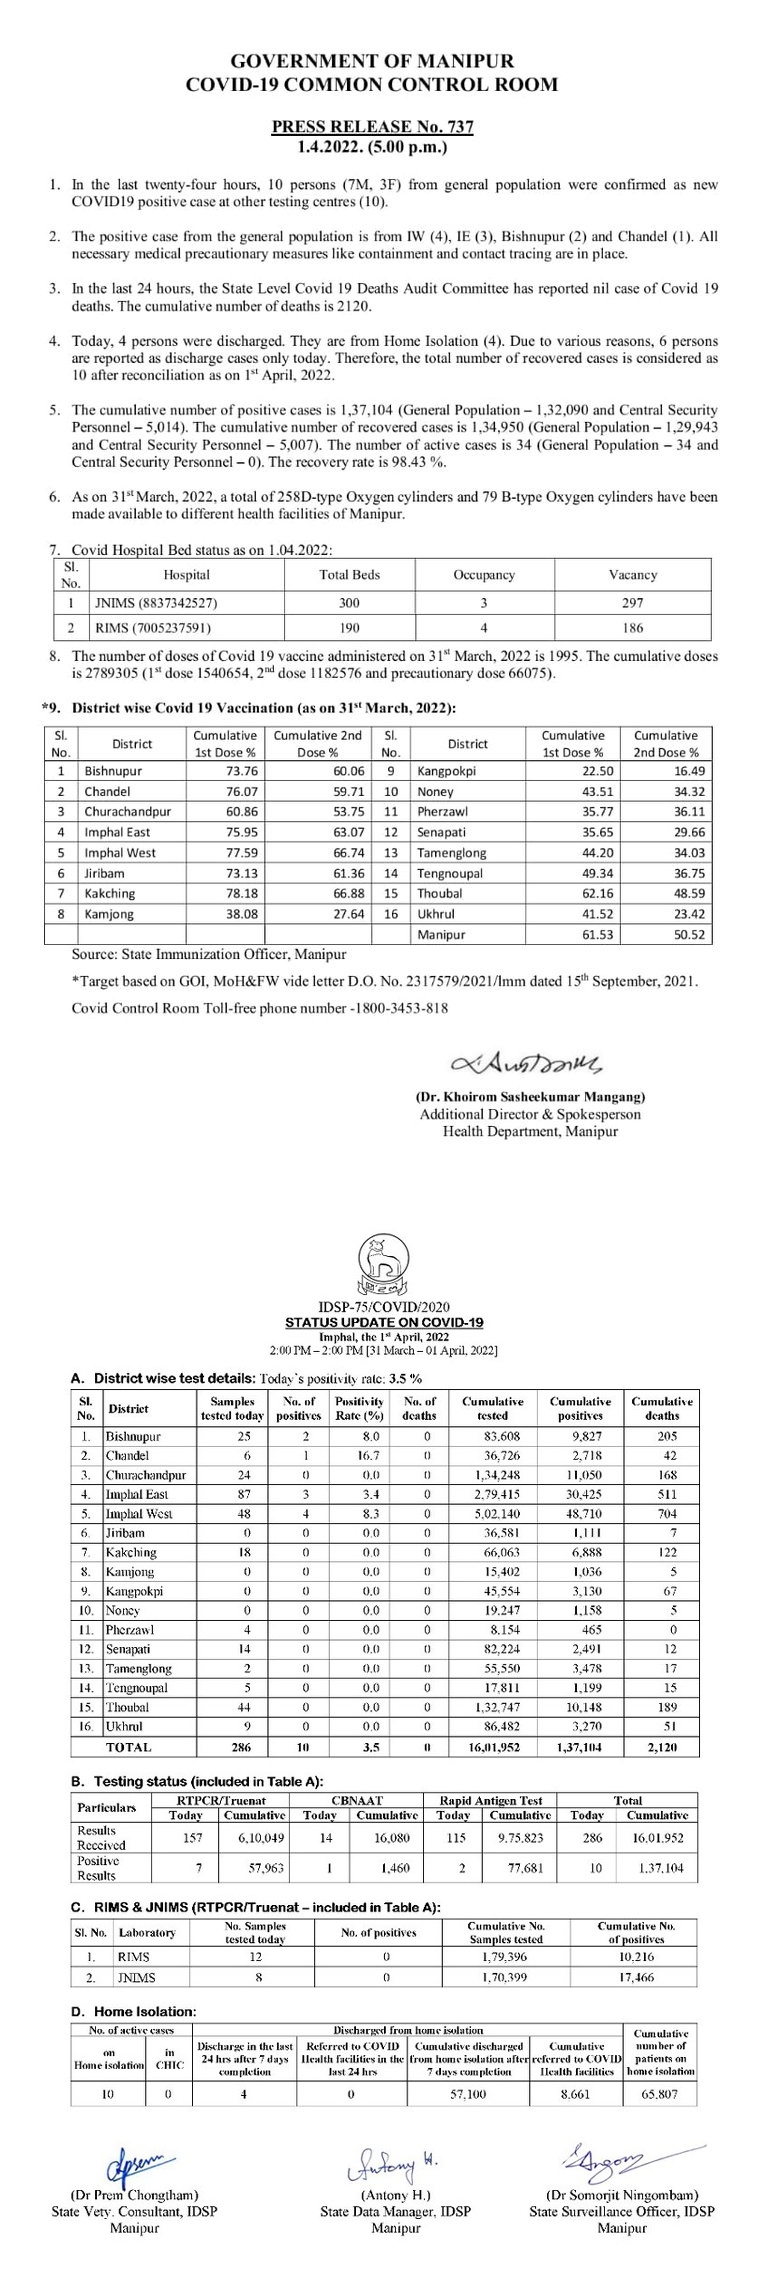 GOVERNMENT OF MANIPUR
COVID-19 COMMON CONTROL ROOM
PRESS RELEASE No. 737
1.4.2022. (5.00 p.m.)
1. In the last twenty-four hours, 10 persons (7M, 3F) from general population were confirmed as new
COVID19 positive case at other testing centres (10).
2. The positive case from the general population is from IW (4), IE (3), Bishnupur (2) and Chandel (1). All
necessary medical precautionary measures like containment and contact tracing are in place.
3. In the last 24 hours, the State Level Covid 19 Deaths Audit Committee has reported nil case of Covid 19
deaths. The cumulative number of deaths is 2120.
4. Today, 4 persons were discharged. They are from Home Isolation (4). Due to various reasons, 6 persons
are reported as discharge cases only today. Therefore, the total number of recovered cases is considered as
10 after reconciliation as on 1st April, 2022.
5. The cumulative number of positive cases is 1,37,104 (General Population – 1,32,090 and Central Security
Personnel – 5,014). The cumulative number of recovered cases is 1,34,950 (General Population – 1,29,943
and Central Security Personnel – 5,007). The number of active cases is 34 (General Population – 34 and
Central Security Personnel – 0). The recovery rate is 98.43 %.
6. As on 31st March, 2022, a total of 258D-type Oxygen cylinders and 79 B-type Oxygen cylinders have been
made available to different health facilities of Manipur.
7. Covid Hospital Bed status as on 1.04.2022:
Sl. No. Hospital Total Beds Occupancy Vacancy
1 JNIMS (8837342527) 300 3 297
2 RIMS (7005237591) 190 4 186
8. The number of doses of Covid 19 vaccine administered on 31st March, 2022 is 1995. The cumulative doses
is 2789305 (1st dose 1540654, 2nd dose 1182576 and precautionary dose 66075).
*9. District wise Covid 19 Vaccination (as on 31st March, 2022):
Sl. No. District Cumulative 1st Dose % Cumulative 2nd Dose % Sl. No. District Cumulative 1st Dose % Cumulative 2nd Dose %
1 Bishnupur 73.76 60.06 9 Kangpokpi 22.50 16.49
2 Chandel 76.07 59.71 10 Noney 43.51 34.32
3 Churachandpur 60.86 53.75 11 Pherzawl 35.77 36.11
4 Imphal East 75.95 63.07 12 Senapati 35.65 29.66
5 Imphal West 77.59 66.74 13 Tamenglong 44.20 34.03
6 Jiribam 73.13 61.36 14 Tengnoupal 49.34 36.75
7 Kakching 78.18 66.88 15 Thoubal 62.16 48.59
8 Kamjong 38.08 27.64 16 Ukhrul 41.52 23.42
Manipur 61.53 50.52
Source: State Immunization Officer, Manipur
*Target based on GOI, MoH&FW vide letter D.O. No. 2317579/2021/Imm dated 15th September, 2021.
Covid Control Room Toll-free phone number -1800-3453-818
(Dr. Khoirom Sasheekumar Mangang)
Additional Director & Spokesperson
Health Department, Manipur
IDSP-75/COVID/2020
STATUS UPDATE ON COVID-19
Imphal, the 1st April, 2022
2:00 PM – 2:00 PM [31 March – 01 April, 2022]
A. District wise test details: Today's positivity rate: 3.5 %
Sl. No. District Samples tested today No. of positives Positivity Rate (%) No. of deaths Cumulative tested Cumulative positives Cumulative deaths
1. Bishnupur 25 2 8.0 0 83,608 9,827 205
2. Chandel 6 1 16.7 0 36,726 2,718 42
3. Churachandpur 24 0 0.0 0 1,34,248 11,050 168
4. Imphal East 87 3 3.4 0 2,79,415 30,425 511
5. Imphal West 48 4 8.3 0 5,02,140 48,710 704
6. Jiribam 0 0 0.0 0 36,581 1,111 7
7. Kakching 18 0 0.0 0 66,063 6,888 122
8. Kamjong 0 0 0.0 0 15,402 1,036 5
9. Kangpokpi 0 0 0.0 0 45,554 3,130 67
10. Noney 0 0 0.0 0 19,247 1,158 5
11. Pherzawl 4 0 0.0 0 8,154 465 0
12. Senapati 14 0 0.0 0 82,224 2,491 12
13. Tamenglong 2 0 0.0 0 55,550 3,478 17
14. Tengnoupal 5 0 0.0 0 17,811 1,199 15
15. Thoubal 44 0 0.0 0 1,32,747 10,148 189
16. Ukhrul 9 0 0.0 0 86,482 3,270 51
TOTAL 286 10 3.5 0 16,01,952 1,37,104 2,120
B. Testing status (included in Table A):
Particulars RTPCR/Truenat CBNAAT Rapid Antigen Test Total
Today Cumulative Today Cumulative Today Cumulative Today Cumulative
Results Received 157 6,10,049 14 16,080 115 9,75,823 286 16,01,952
Positive Results 7 57,963 1 1,460 2 77,681 10 1,37,104
C. RIMS & JNIMS (RTPCR/Truenat – included in Table A):
Sl. No. Laboratory No. Samples tested today No. of positives Cumulative No. Samples tested Cumulative No. of positives
1. RIMS 12 0 1,79,396 10,216
2. JNIMS 8 0 1,70,399 17,466
D. Home Isolation:
No. of active cases Discharged from home isolation Cumulative number of patients on home isolation
on Home isolation in CHIC Discharge in the last 24 hrs after 7 days completion Referred to COVID Health facilities in the last 24 hrs Cumulative discharged from home isolation after 7 days completion Cumulative referred to COVID Health facilities
10 0 4 0 57,100 8,661 65,807
Antony H.
(Dr Prem Chongtham) (Antony H.) (Dr Somorjit Ningombam)
State Vety. Consultant, IDSP State Data Manager, IDSP State Surveillance Officer, IDSP
Manipur Manipur Manipur